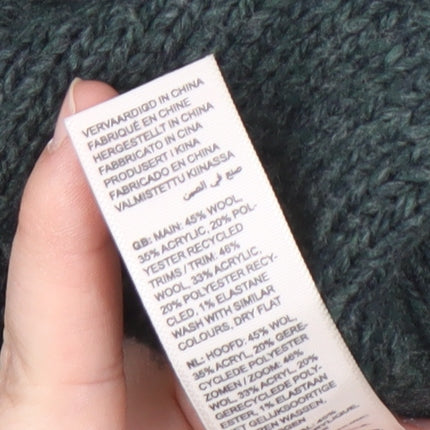 VERVAARDIGD IN CHINA
FABRIQUÉ EN CHINE
HERGESTELLT IN CHINA
FABBRICATO IN CINA
PRODUSERT I KINA
FABRICADO EN CHINA
VALMISTETTU KIINASSA
صنع في الصين
GB: MAIN: 45% WOOL,
35% ACRYLIC, 20% POL-
YESTER RECYCLED
TRIMS / TRIM: 46%
WOOL, 33% ACRYLIC,
20% POLYESTER RECY-
CLED, 1% ELASTANE
WASH WITH SIMILAR
COLOURS, DRY FLAT
NL: HOOFD: 45% WOL,
35% ACRYL, 20% GERE-
CYCLEDE POLYESTER
ZOMEN / ZOOM: 46%
WOL, 33% ACRYL, 20%
GERECYCLEDE POLY-
ESTER, 1% ELASTAAN
MET GELIJKSOORTIGE
WASSEN,